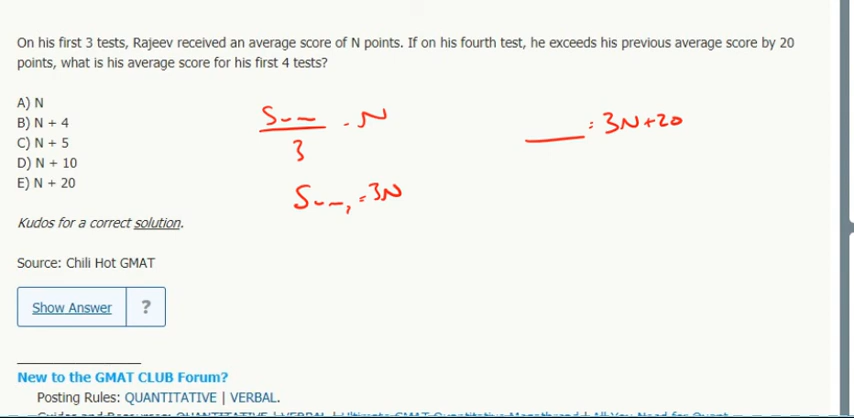 On his first 3 tests, Rajeev received an average score of N points. If on his fourth test, he exceeds his previous average score by 20
points, what is his average score for his first 4 tests?
A) N
B) N + 4
C) N + 5
D) N + 10
E) N + 20
Sum
3
= N
Sum = 3N
= 3N+20
Kudos for a correct solution.
Source: Chili Hot GMAT
Show Answer ?
New to the GMAT CLUB Forum?
Posting Rules: QUANTITATIVE | VERBAL.